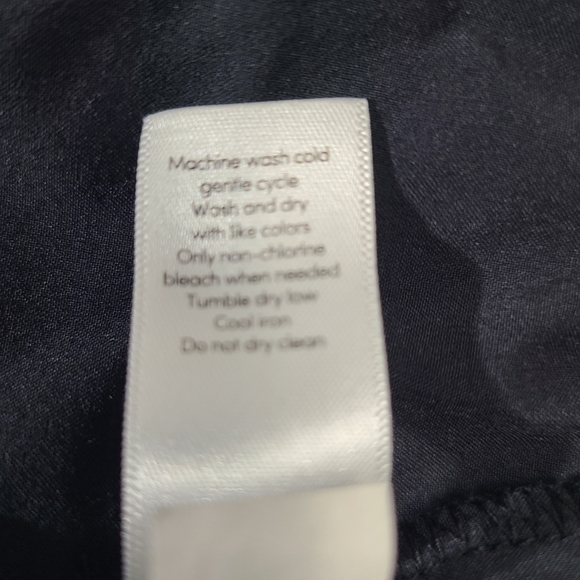 Machine wash cold
gentle cycle
Wash and dry
with like colors
Only non-chlorine
bleach when needed
Tumble dry low
Cool iron
Do not dry clean